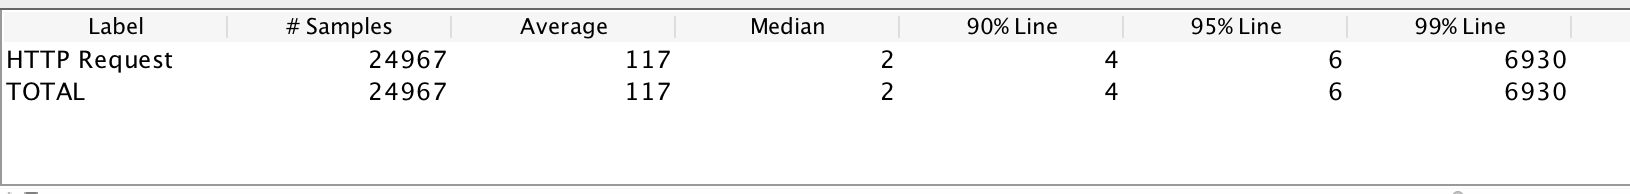 Label # Samples Average Median 90% Line 95% Line 99% Line
HTTP Request 24967 117 2 4 6 6930
TOTAL 24967 117 2 4 6 6930